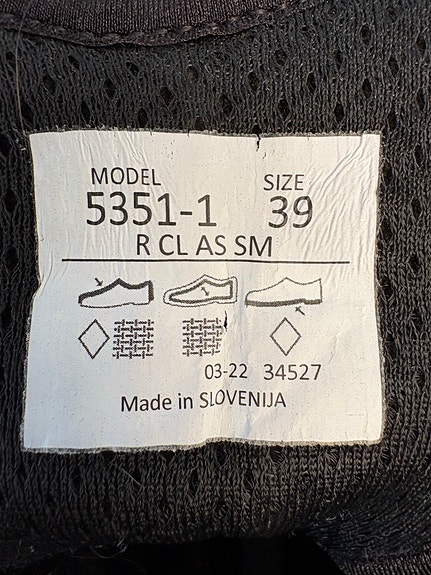 MODEL SIZE
5351-1 39
R CL AS SM
03-22 34527
Made in SLOVENIJA